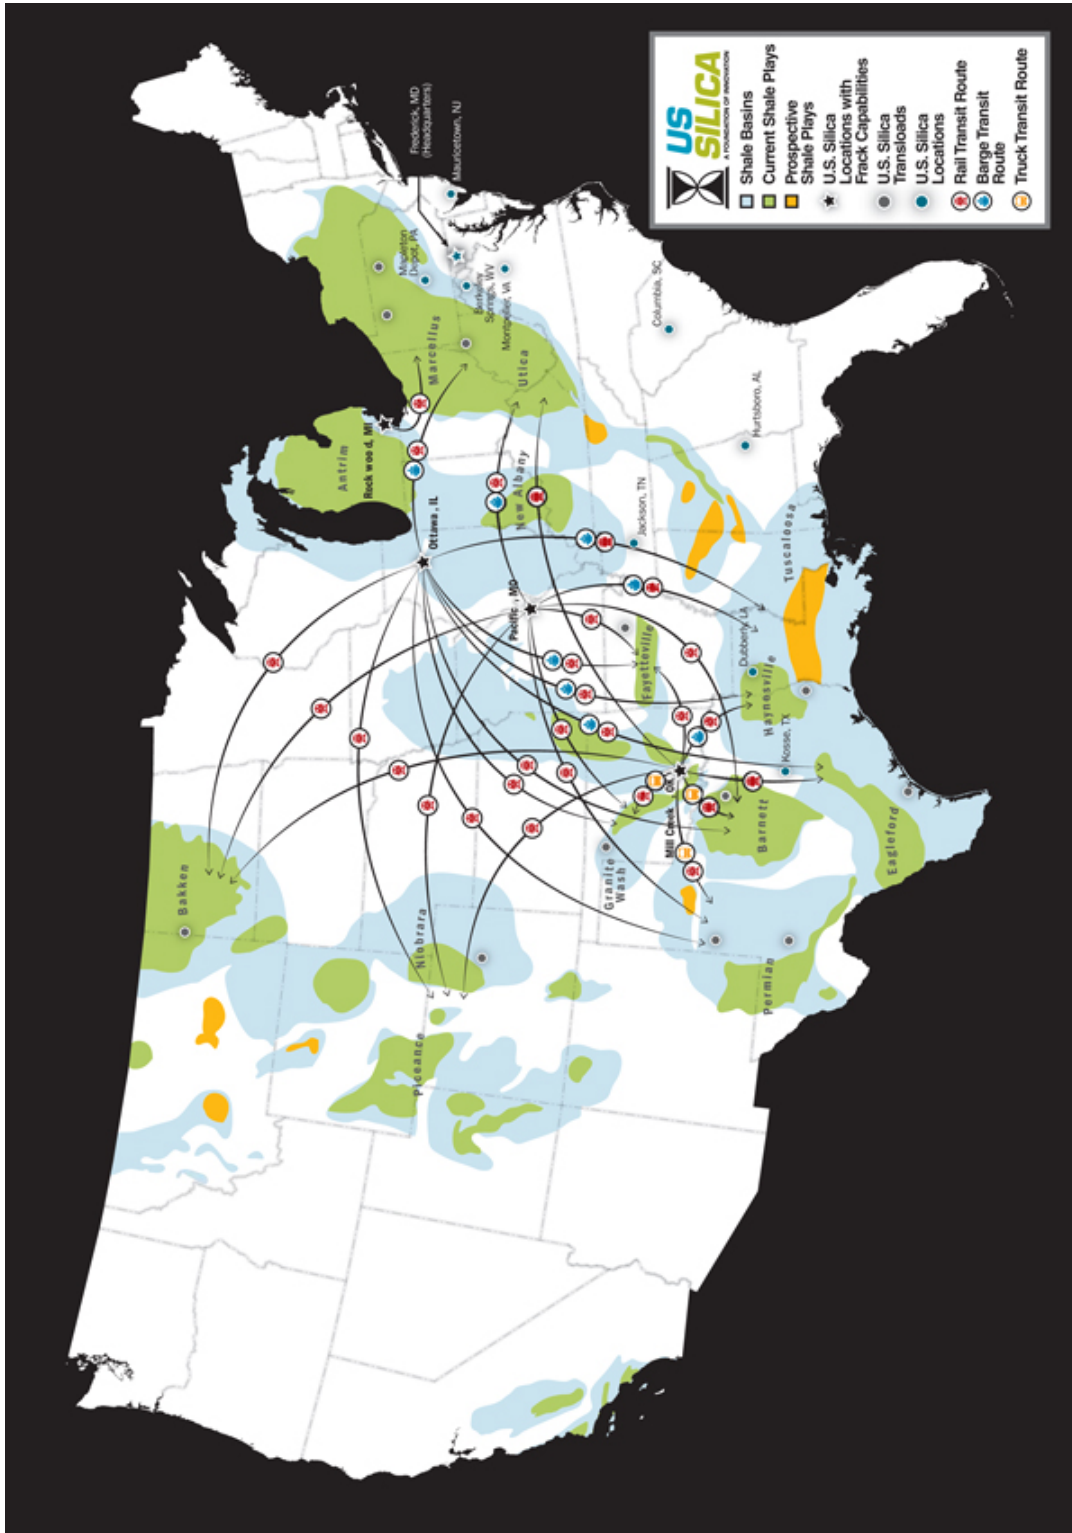 US
SILICA
A FOUNDATION OF INNOVATION
Shale Basins
Current Shale Plays
Prospective
Shale Plays
U.S. Silica
Locations with
Frack Capabilities
U.S. Silica
Transloads
U.S. Silica
Locations
Rail Transit Route
Barge Transit
Route
Truck Transit Route
Bakken
Niobrara
Piceance
Permian
Granite
Wash
Barnett
Eagleford
Mill Creek
Kosse, TX
Haynesville
Dubberly, LA
Fayetteville
Tuscaloosa
Pacific, MO
Ottawa, IL
Jackson, TN
New Albany
Antrim
Rockwood, MI
Marcellus
Utica
Hurtsboro, AL
Columbia, SC
Montpelier, VA
Berkeley
Springs, WV
Mapleton
Depot, PA
Frederick, MD
(Headquarters)
Mauricetown, NJ